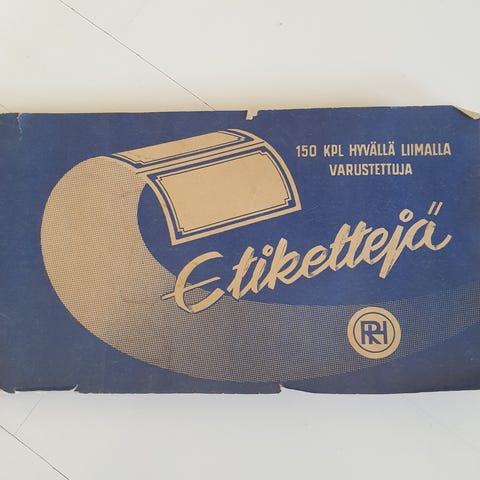 150 KPL HYVÄLLÄ LIIMALLA
VARUSTETTUJA
Etikettejä
RH